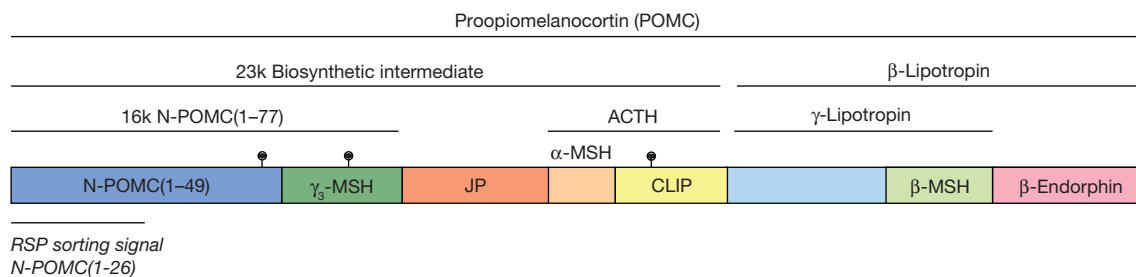 Proopiomelanocortin (POMC)
23k Biosynthetic intermediate
β-Lipotropin
16k N-POMC(1–77)
ACTH
γ-Lipotropin
α-MSH
N-POMC(1–49)
γ₃-MSH
JP
CLIP
β-MSH
β-Endorphin
RSP sorting signal
N-POMC(1-26)